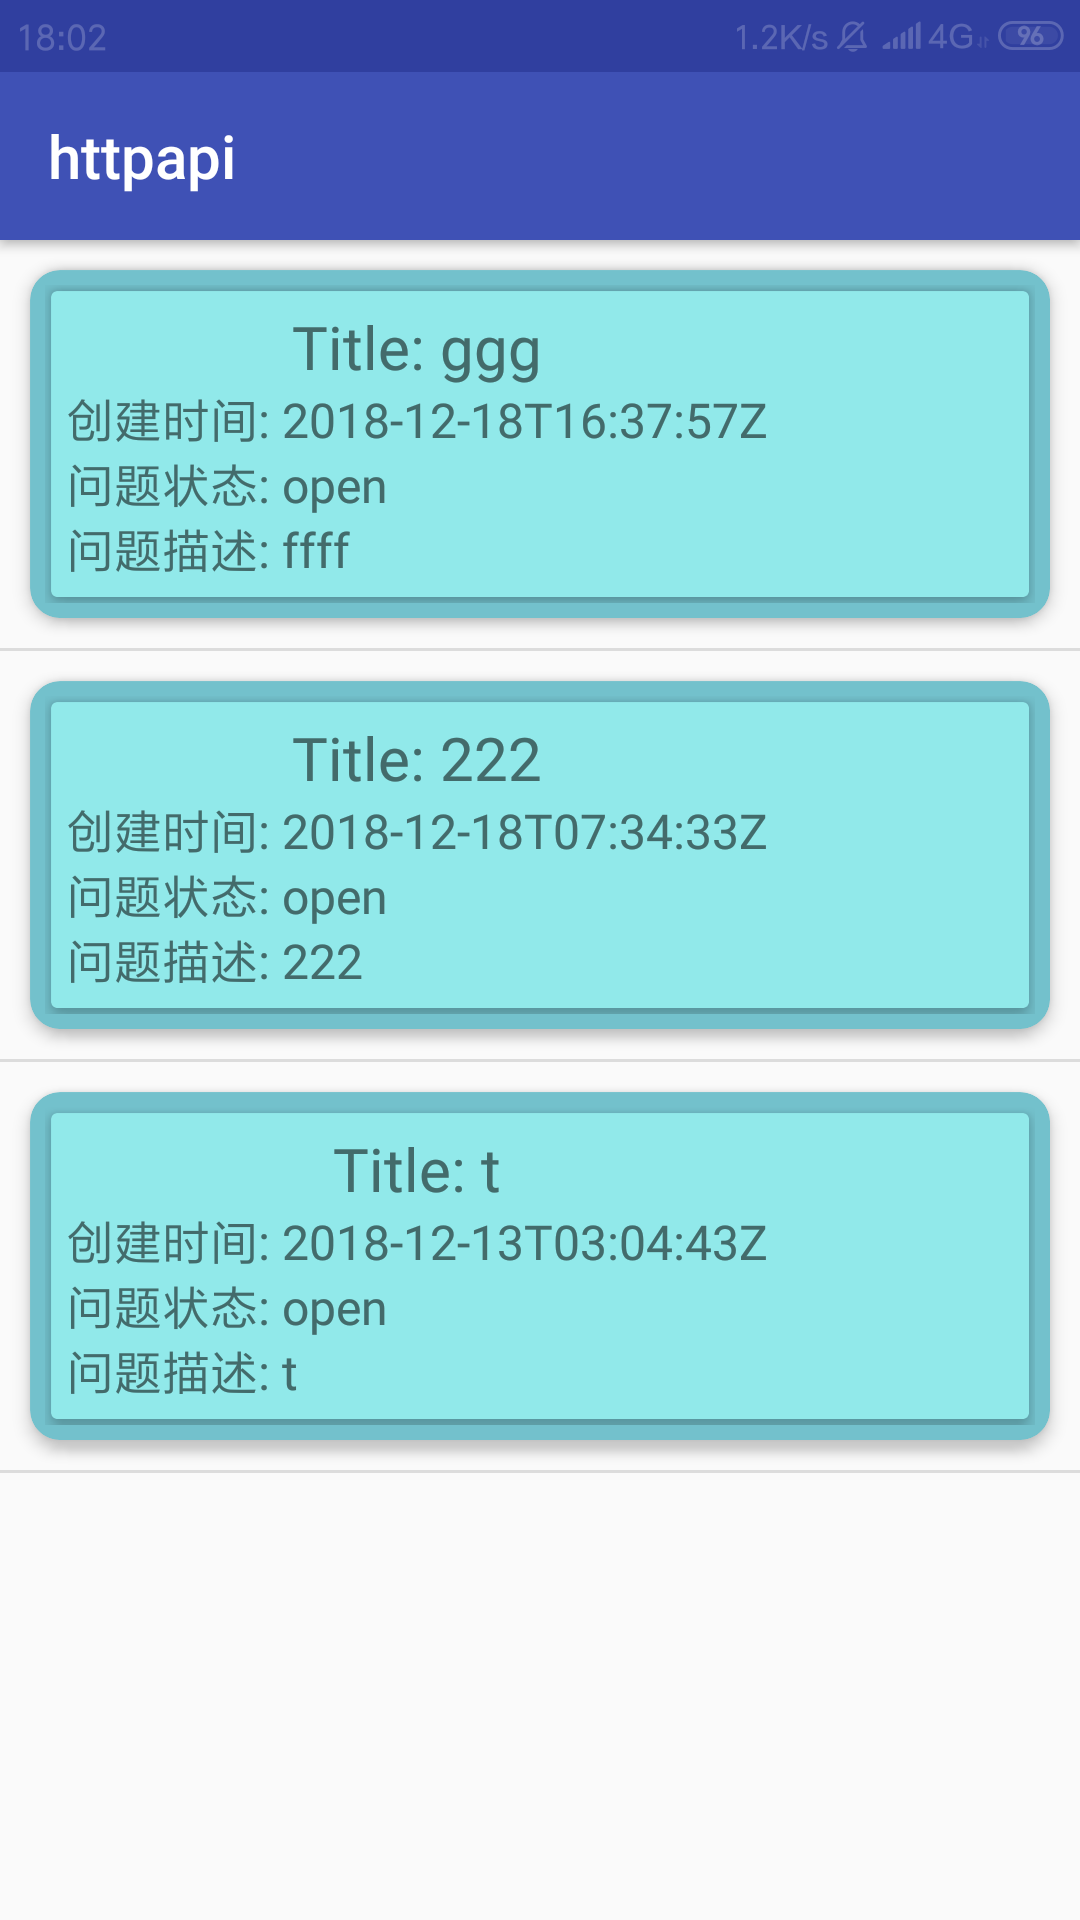 18:02 1.2K/s 4G 96
httpapi
Title: ggg
创建时间: 2018-12-18T16:37:57Z
问题状态: open
问题描述: ffff
Title: 222
创建时间: 2018-12-18T07:34:33Z
问题状态: open
问题描述: 222
Title: t
创建时间: 2018-12-13T03:04:43Z
问题状态: open
问题描述: t